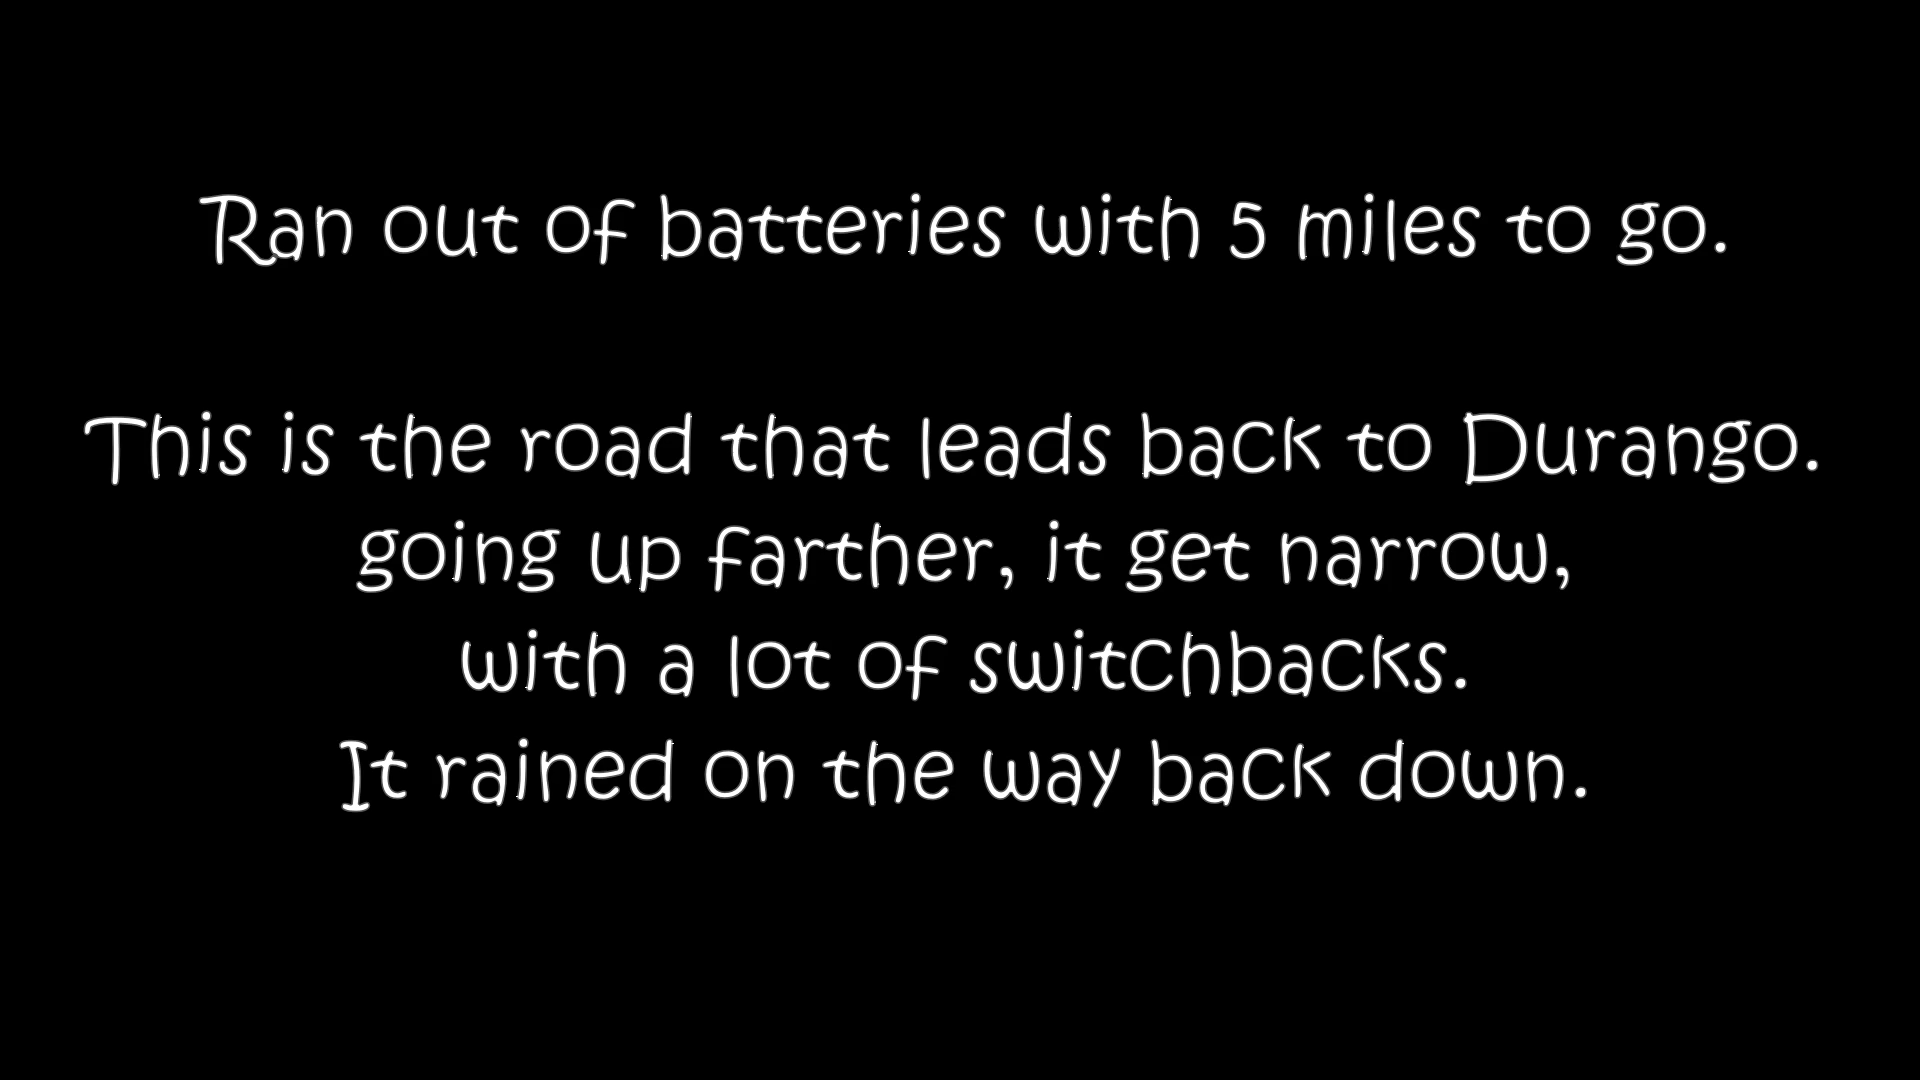 Ran out of batteries with 5 miles to go.
This is the road that leads back to Durango.
going up farther, it get narrow,
with a lot of switchbacks.
It rained on the way back down.